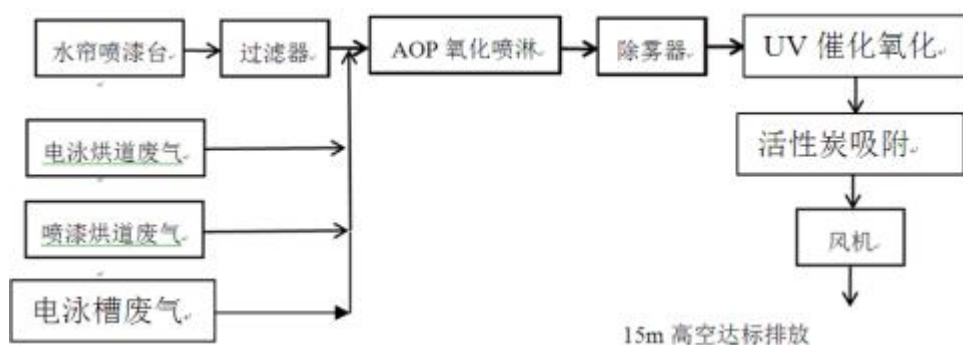 水帘喷漆台
过滤器
AOP 氧化喷淋
除雾器
UV 催化氧化
电泳烘道废气
活性炭吸附
喷漆烘道废气
风机
电泳槽废气
15m 高空达标排放